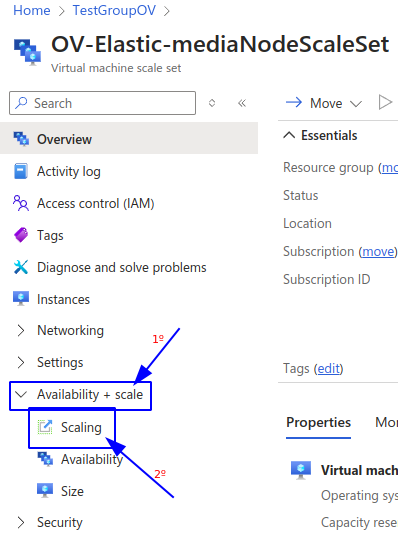 Home > TestGroupOV >
OV-Elastic-mediaNodeScaleSet
Virtual machine scale set
Search
Overview
Activity log
Access control (IAM)
Tags
Diagnose and solve problems
Instances
Networking
Settings
1º
Availability + scale
Scaling
Availability
2º
Size
Security
Move
Essentials
Resource group (mo
Status
Location
Subscription (move)
Subscription ID
Tags (edit)
Properties Mo
Virtual mach
Operating sys
Capacity rese